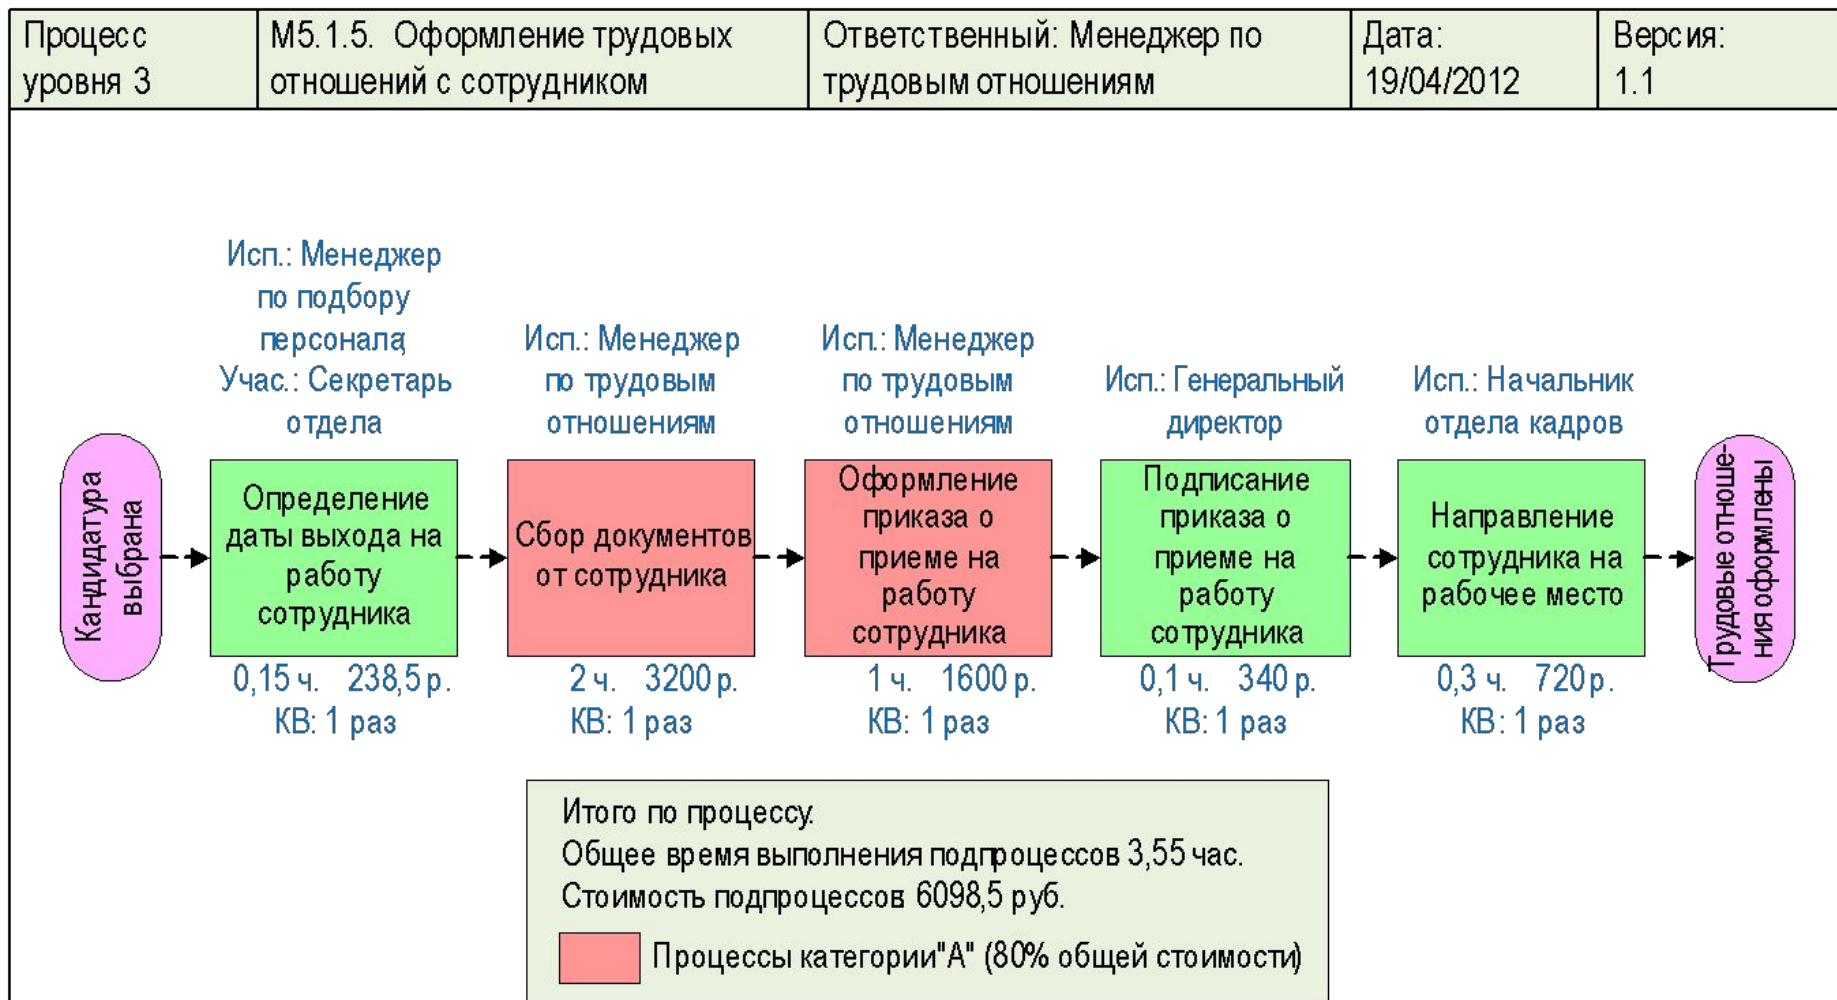 Процесс
уровня 3
М5.1.5. Оформление трудовых
отношений с сотрудником
Ответственный: Менеджер по
трудовым отношениям
Дата:
19/04/2012
Версия:
1.1
Исп.: Менеджер
по подбору
персонала;
Учас.: Секретарь
отдела
Исп.: Менеджер
по трудовым
отношениям
Исп.: Менеджер
по трудовым
отношениям
Исп.: Генеральный
директор
Исп.: Начальник
отдела кадров
Кандидатура
выбрана
Определение
даты выхода на
работу
сотрудника
Сбор документов
от сотрудника
Оформление
приказа о
приеме на
работу
сотрудника
Подписание
приказа о
приеме на
работу
сотрудника
Направление
сотрудника на
рабочее место
Трудовые отноше-
ния оформлены
0,15 ч. 238,5 р.
КВ: 1 раз
2 ч. 3200 р.
КВ: 1 раз
1 ч. 1600 р.
КВ: 1 раз
0,1 ч. 340 р.
КВ: 1 раз
0,3 ч. 720 р.
КВ: 1 раз
Итого по процессу:
Общее время выполнения подпроцессов 3,55 час.
Стоимость подпроцессов 6098,5 руб.
Процессы категории "А" (80% общей стоимости)